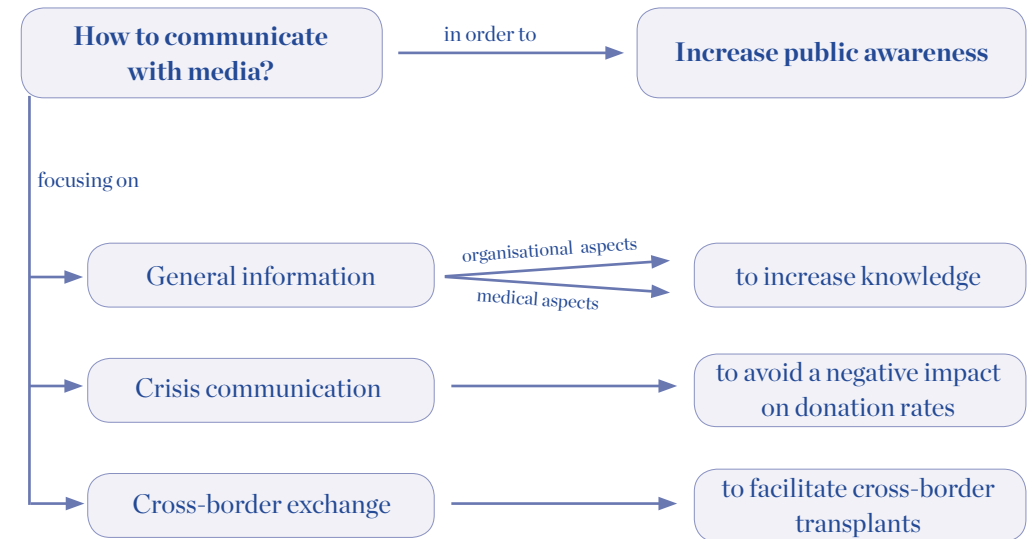 How to communicate
with media?
in order to
Increase public awareness
focusing on
General information
organisational aspects
medical aspects
to increase knowledge
Crisis communication
to avoid a negative impact
on donation rates
Cross-border exchange
to facilitate cross-border
transplants